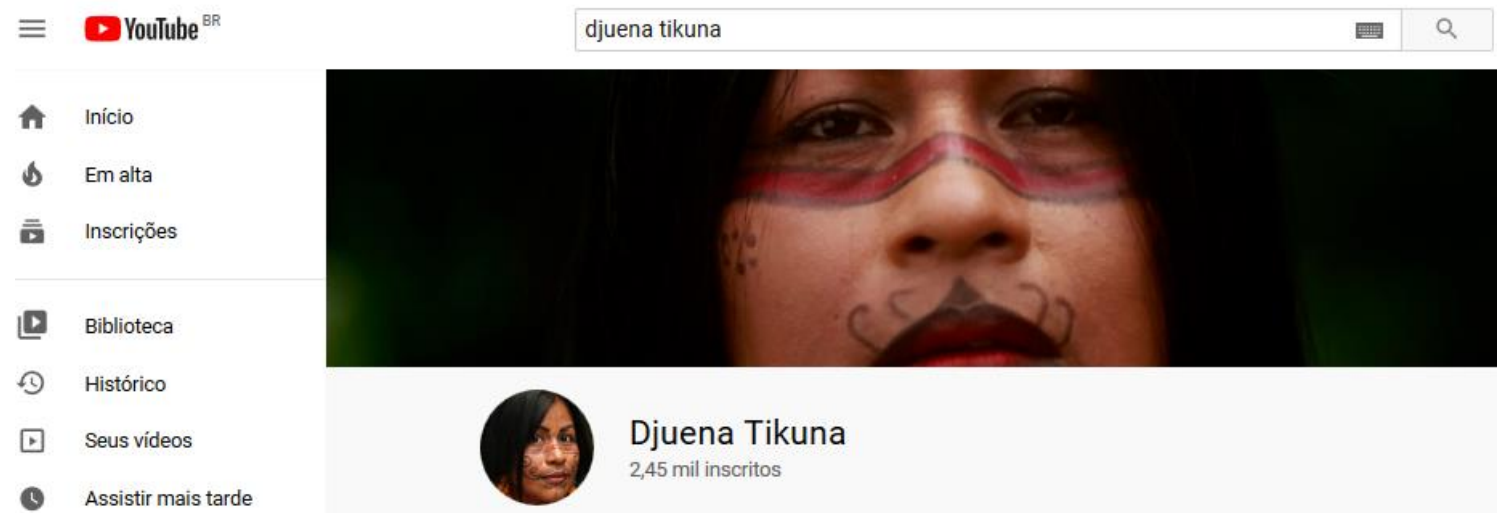 YouTube BR
djuena tikuna
Início
Em alta
Inscrições
Biblioteca
Histórico
Seus vídeos
Assistir mais tarde
Djuena Tikuna
2,45 mil inscritos